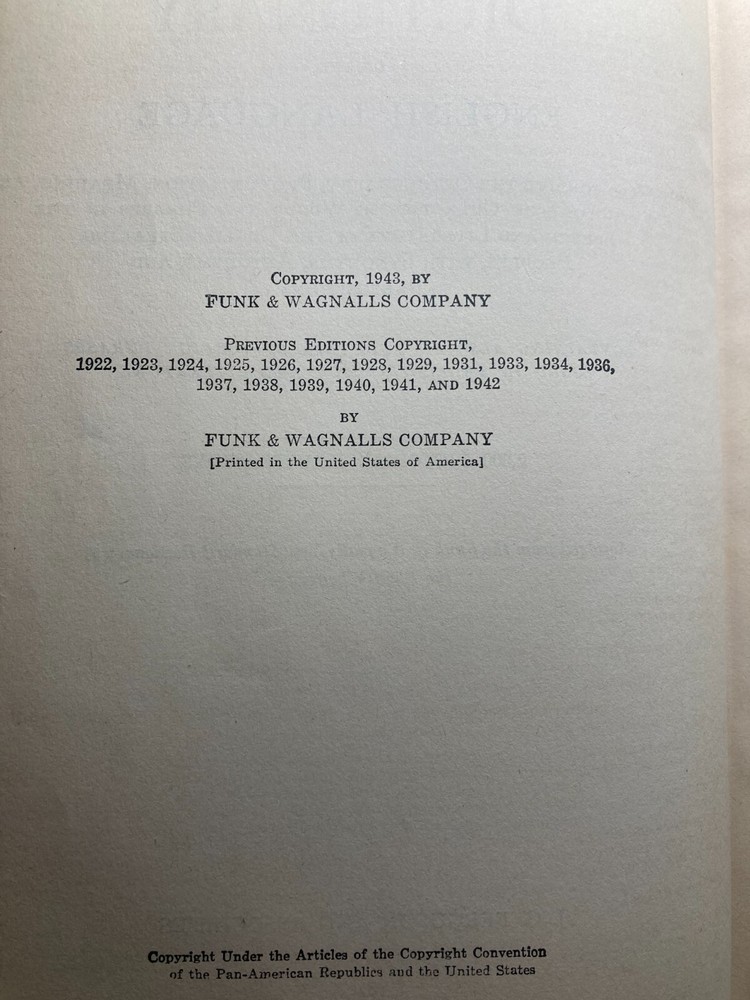 COPYRIGHT, 1943, BY
FUNK & WAGNALLS COMPANY
PREVIOUS EDITIONS COPYRIGHT,
1922, 1923, 1924, 1925, 1926, 1927, 1928, 1929, 1931, 1933, 1934, 1936,
1937, 1938, 1939, 1940, 1941, AND 1942
BY
FUNK & WAGNALLS COMPANY
[Printed in the United States of America]
Copyright Under the Articles of the Copyright Convention
of the Pan-American Republics and the United States